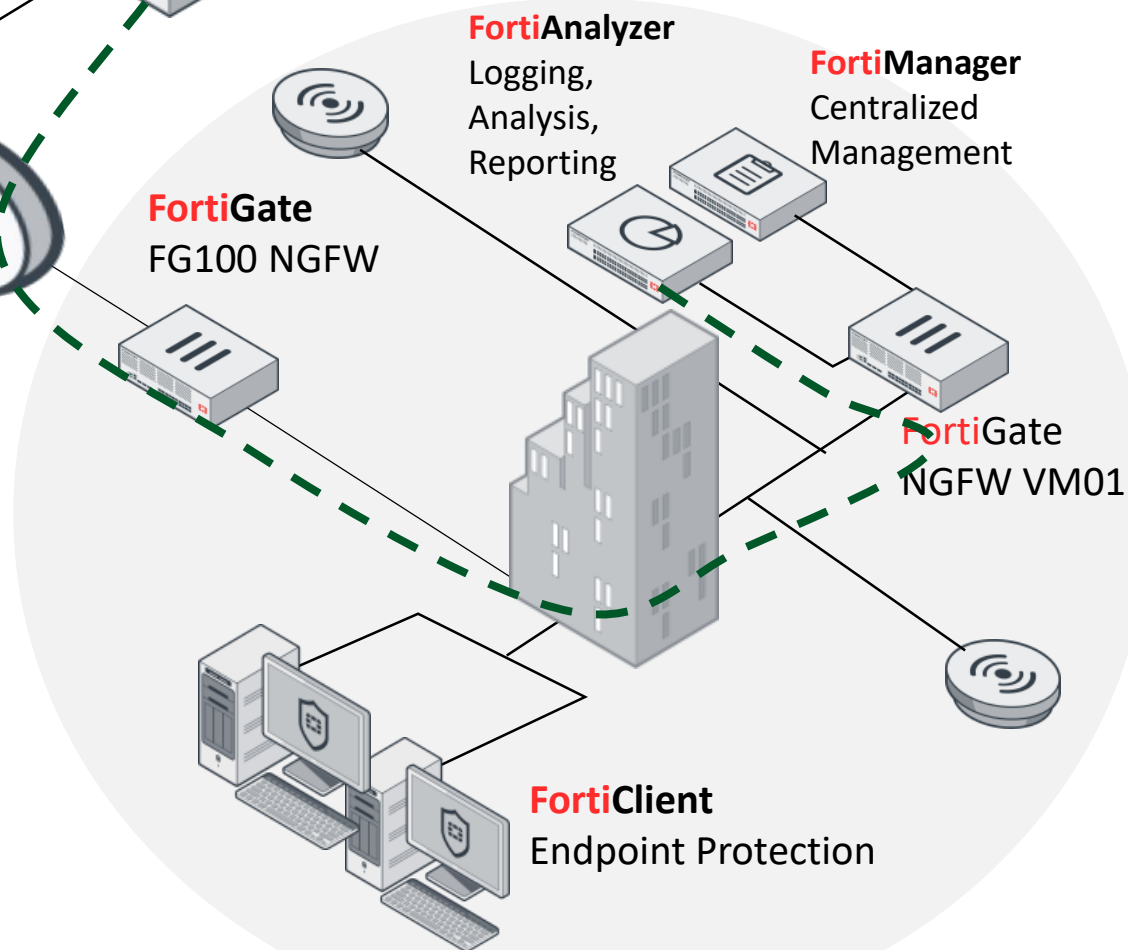 FortiAnalyzer
Logging,
Analysis,
Reporting
FortiManager
Centralized
Management
FortiGate
FG100 NGFW
FortiGate
NGFW VM01
FortiClient
Endpoint Protection